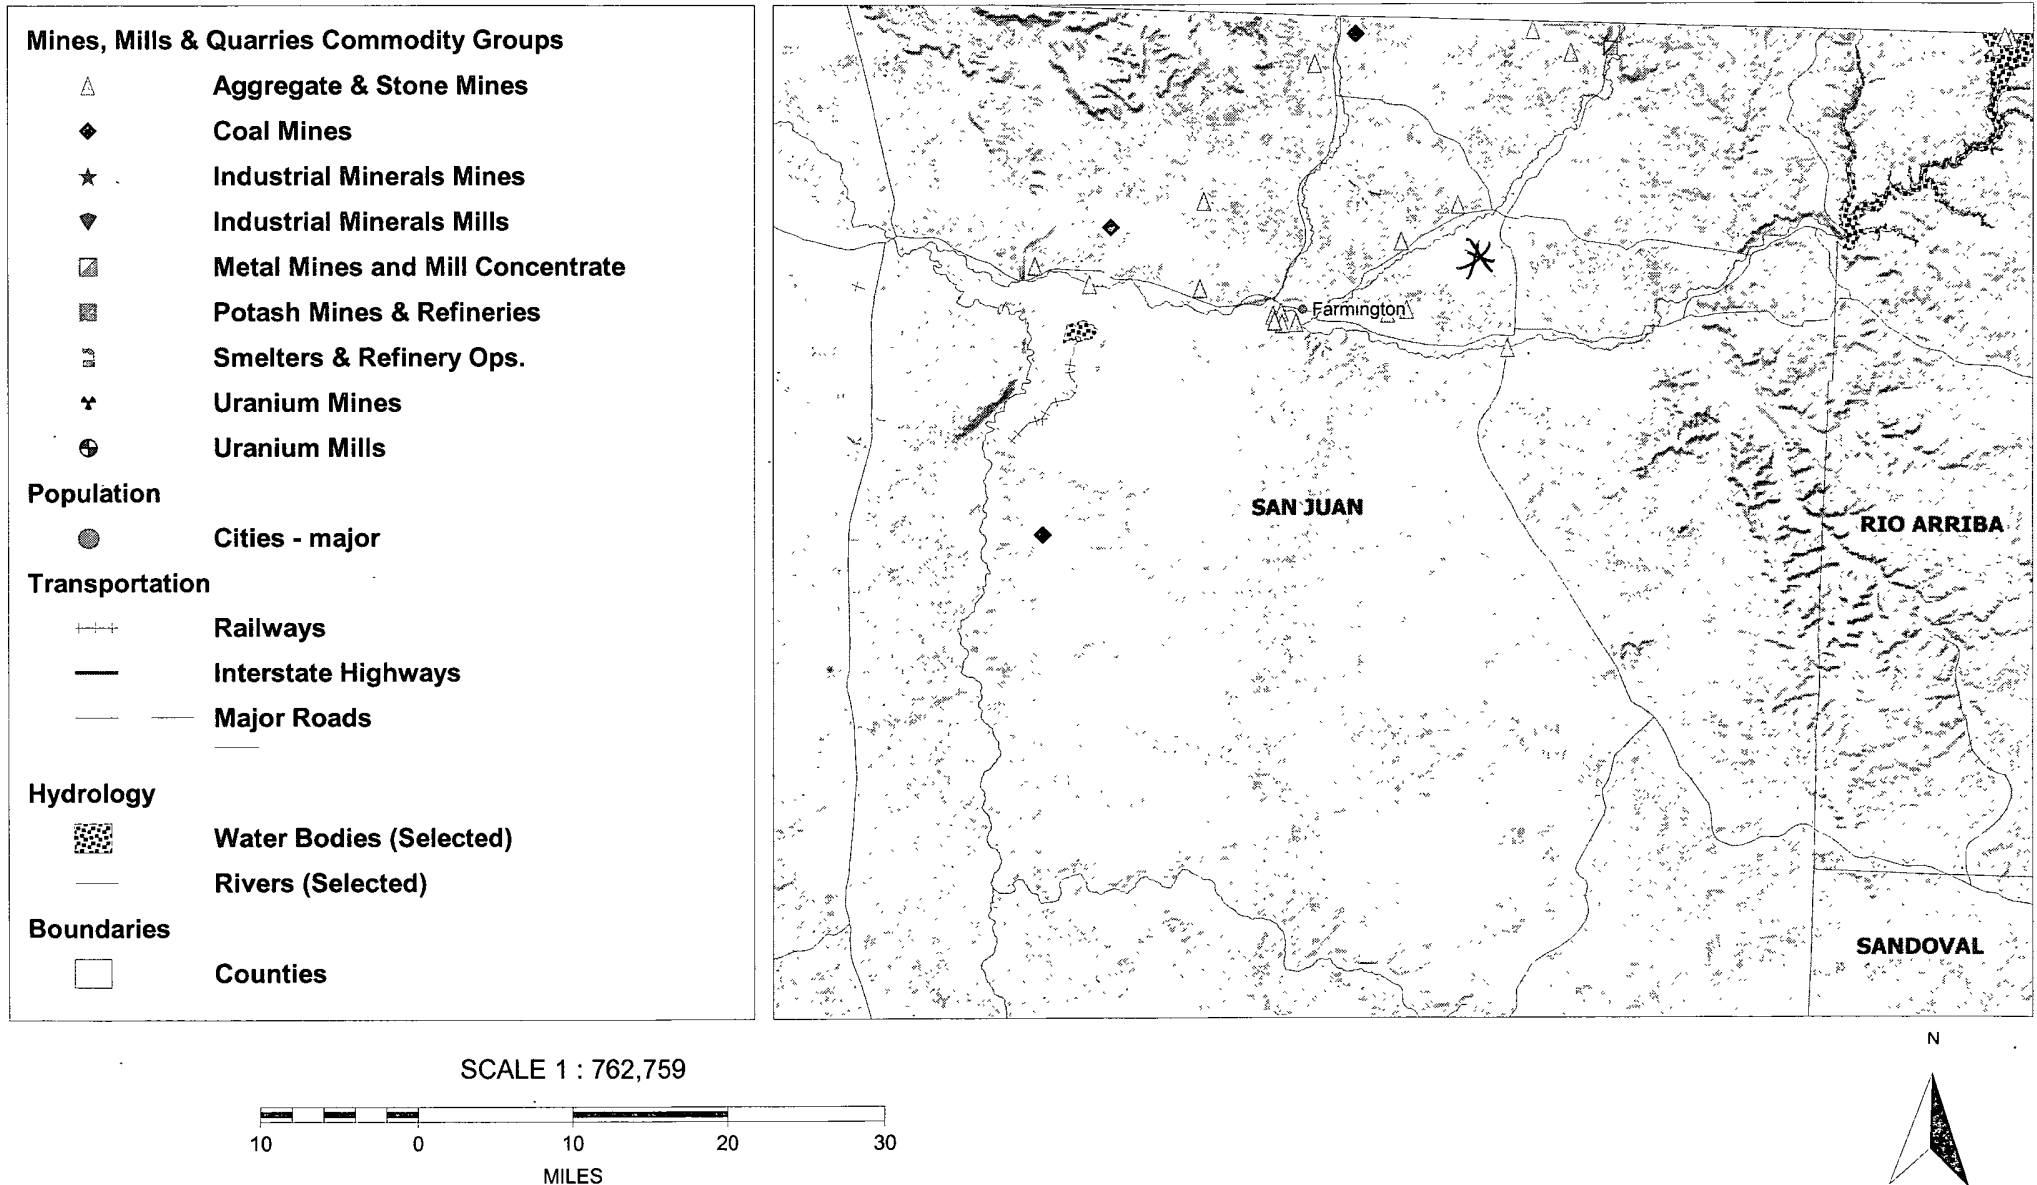 Mines, Mills & Quarries Commodity Groups
Aggregate & Stone Mines
Coal Mines
Industrial Minerals Mines
Industrial Minerals Mills
Metal Mines and Mill Concentrate
Potash Mines & Refineries
Smelters & Refinery Ops.
Uranium Mines
Uranium Mills
Population
Cities - major
Transportation
Railways
Interstate Highways
Major Roads
Hydrology
Water Bodies (Selected)
Rivers (Selected)
Boundaries
Counties
Farmington
SAN JUAN
RIO ARRIBA
SANDOVAL
SCALE 1 : 762,759
10 0 10 20 30
MILES
N